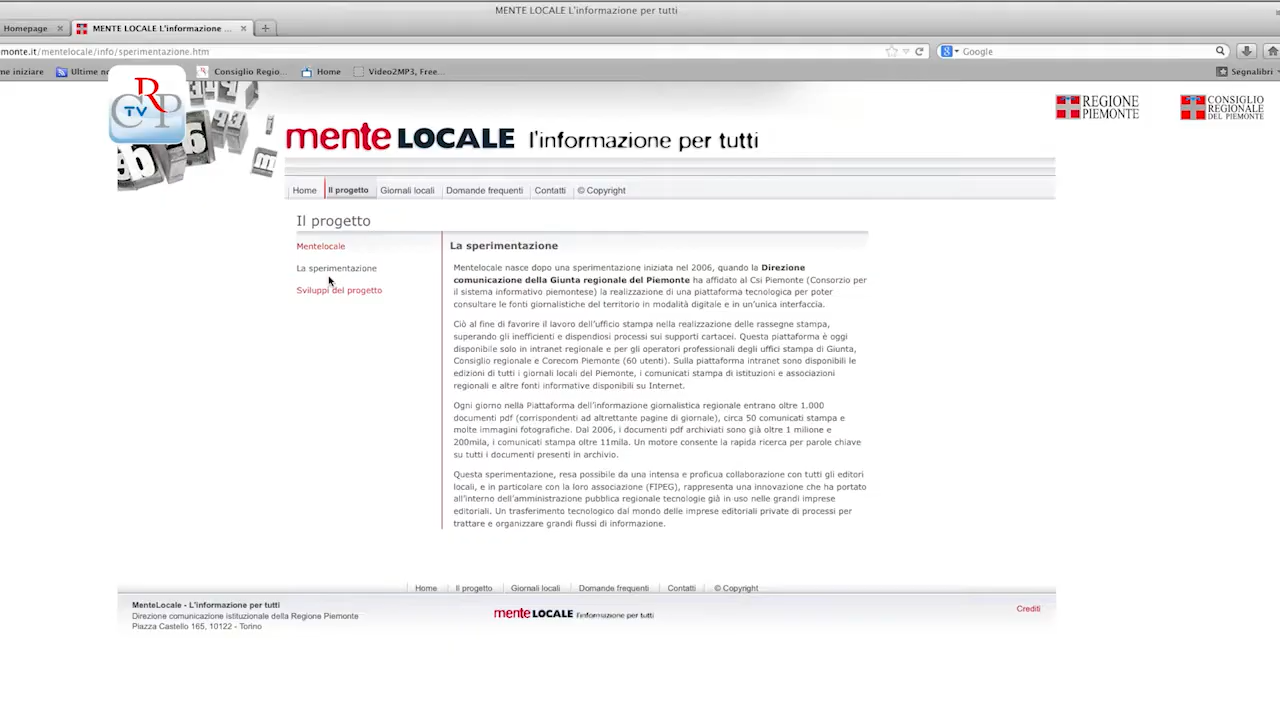 MENTE LOCALE L'informazione per tutti
Homepage
MENTE LOCALE L'informazione ...
monte.it/mentelocale/info/sperimentazione.htm
Google
me iniziare
Ultime no
Consiglio Regio...
Home
Video2MP3, Free...
Segnalibri
CRP
TV
mente LOCALE l'informazione per tutti
REGIONE
PIEMONTE
CONSIGLIO
REGIONALE
DEL PIEMONTE
Home Il progetto Giornali locali Domande frequenti Contatti © Copyright
Il progetto
Mentelocale
La sperimentazione
Sviluppi del progetto
La sperimentazione
Mentelocale nasce dopo una sperimentazione iniziata nel 2006, quando la Direzione
comunicazione della Giunta regionale del Piemonte ha affidato al Csi Piemonte (Consorzio per
il sistema informativo piemontese) la realizzazione di una piattaforma tecnologica per poter
consultare le fonti giornalistiche del territorio in modalità digitale e in un'unica interfaccia.
Ciò al fine di favorire il lavoro dell'ufficio stampa nella realizzazione delle rassegne stampa,
superando gli inefficienti e dispendiosi processi sui supporti cartacei. Questa piattaforma è oggi
disponibile solo in intranet regionale e per gli operatori professionali degli uffici stampa di Giunta,
Consiglio regionale e Corecom Piemonte (60 utenti). Sulla piattaforma intranet sono disponibili le
edizioni di tutti i giornali locali del Piemonte, i comunicati stampa di istituzioni e associazioni
regionali e altre fonti informative disponibili su Internet.
Ogni giorno nella Piattaforma dell'informazione giornalistica regionale entrano oltre 1.000
documenti pdf (corrispondenti ad altrettante pagine di giornale), circa 50 comunicati stampa e
molte immagini fotografiche. Dal 2006, i documenti pdf archiviati sono già oltre 1 milione e
200mila, i comunicati stampa oltre 11mila. Un motore consente la rapida ricerca per parole chiave
su tutti i documenti presenti in archivio.
Questa sperimentazione, resa possibile da una intensa e proficua collaborazione con tutti gli editori
locali, e in particolare con la loro associazione (FIPEG), rappresenta una innovazione che ha portato
all'interno dell'amministrazione pubblica regionale tecnologie già in uso nelle grandi imprese
editoriali. Un trasferimento tecnologico dal mondo delle imprese editoriali private di processi per
trattare e organizzare grandi flussi di informazione.
Home Il progetto Giornali locali Domande frequenti Contatti © Copyright
MenteLocale - L'informazione per tutti
Direzione comunicazione istituzionale della Regione Piemonte
Piazza Castello 165, 10122 - Torino
mente LOCALE l'informazione per tutti
Crediti